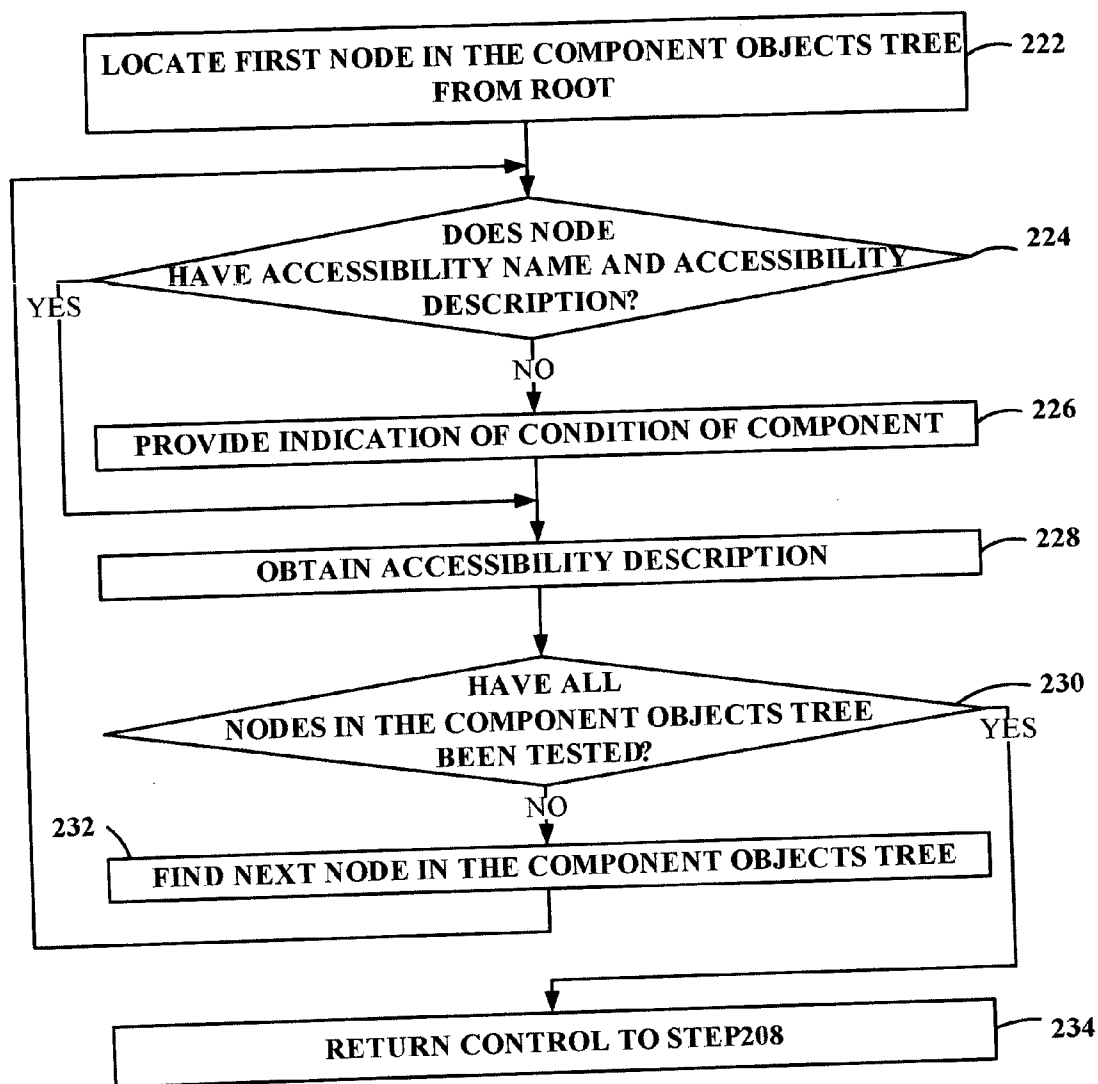 LOCATE FIRST NODE IN THE COMPONENT OBJECTS TREE
FROM ROOT
222
DOES NODE
HAVE ACCESSIBILITY NAME AND ACCESSIBILITY
DESCRIPTION?
224
YES
NO
PROVIDE INDICATION OF CONDITION OF COMPONENT
226
OBTAIN ACCESSIBILITY DESCRIPTION
228
HAVE ALL
NODES IN THE COMPONENT OBJECTS TREE
BEEN TESTED?
230
YES
NO
232
FIND NEXT NODE IN THE COMPONENT OBJECTS TREE
RETURN CONTROL TO STEP208
234